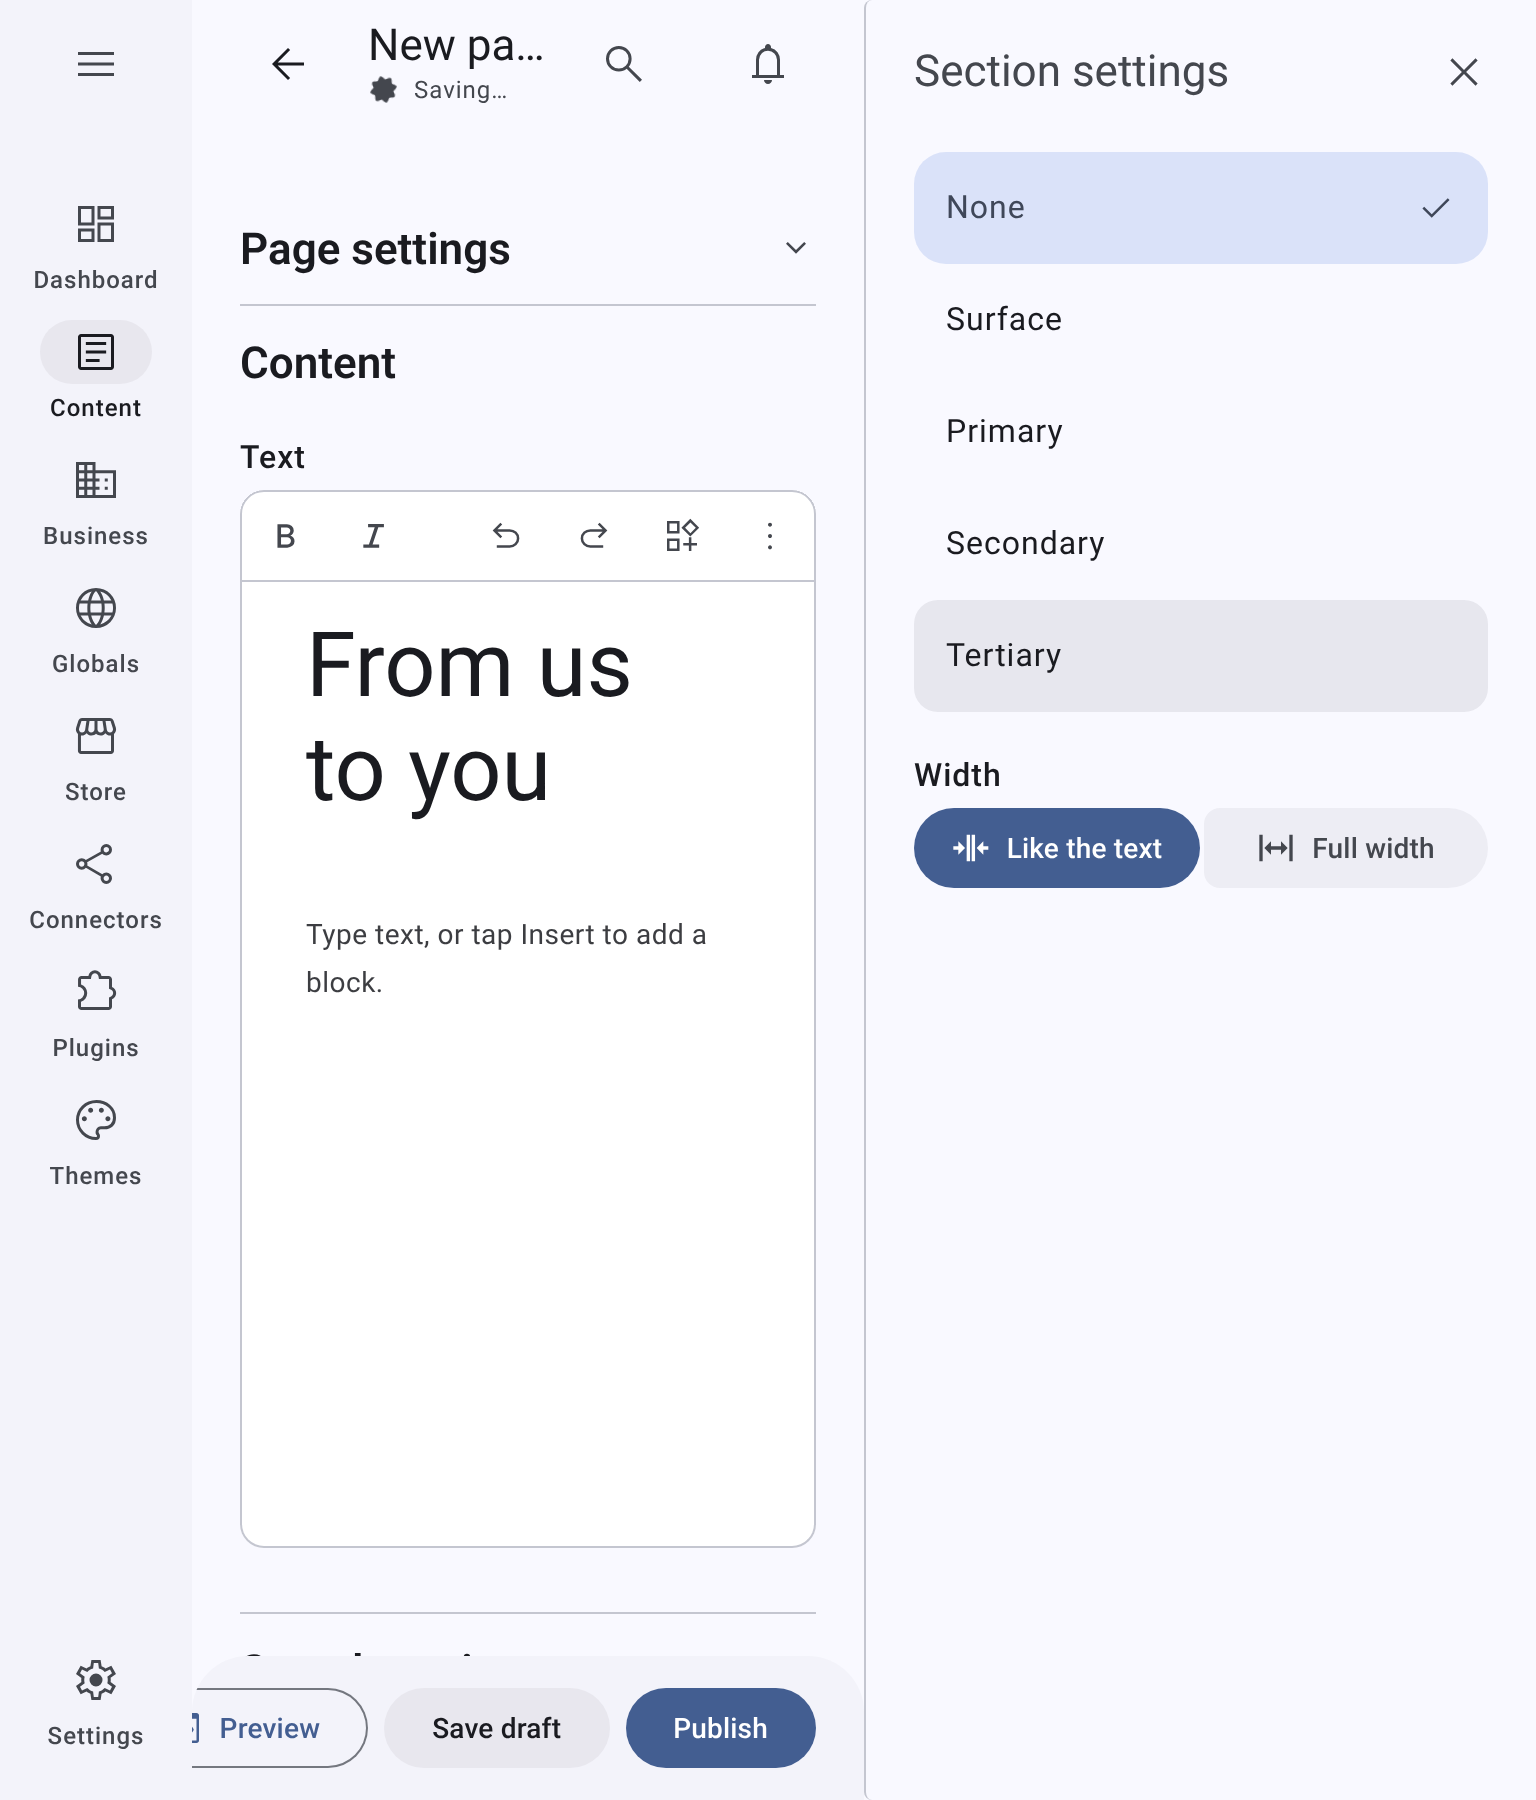 New pa…
Saving…
Dashboard
Content
Business
Globals
Store
Connectors
Plugins
Themes
Settings
Page settings
Content
Text
B I
From us
to you
Type text, or tap Insert to add a
block.
Preview
Save draft
Publish
Section settings
None
Surface
Primary
Secondary
Tertiary
Width
Like the text
Full width